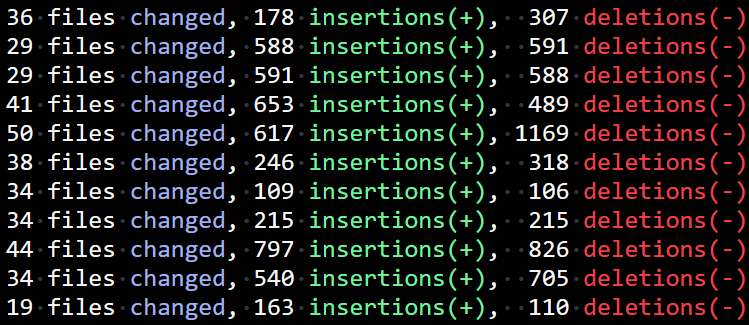 36 files changed, 178 insertions(+),  307 deletions(-)
29 files changed, 588 insertions(+),  591 deletions(-)
29 files changed, 591 insertions(+),  588 deletions(-)
41 files changed, 653 insertions(+),  489 deletions(-)
50 files changed, 617 insertions(+), 1169 deletions(-)
38 files changed, 246 insertions(+),  318 deletions(-)
34 files changed, 109 insertions(+),  106 deletions(-)
34 files changed, 215 insertions(+),  215 deletions(-)
44 files changed, 797 insertions(+),  826 deletions(-)
34 files changed, 540 insertions(+),  705 deletions(-)
19 files changed, 163 insertions(+),  110 deletions(-)